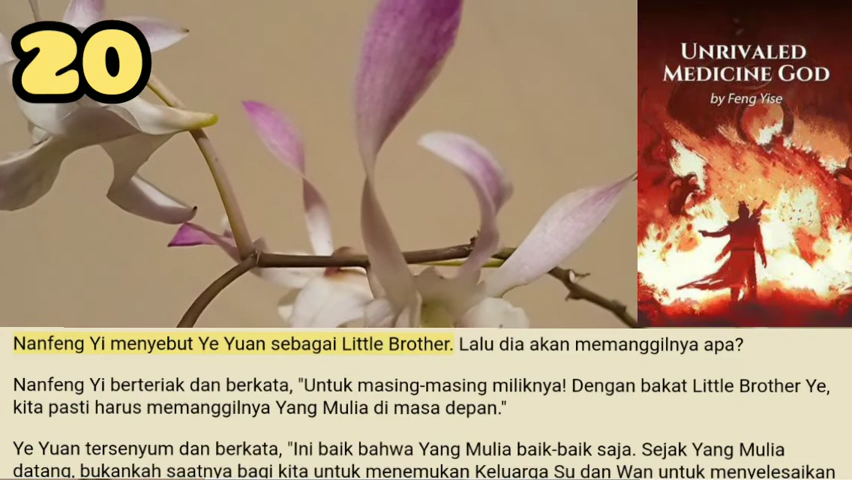 20
UNRIVALED
MEDICINE GOD
by Feng Yise
Nanfeng Yi menyebut Ye Yuan sebagai Little Brother. Lalu dia akan memanggilnya apa?
Nanfeng Yi berteriak dan berkata, "Untuk masing-masing miliknya! Dengan bakat Little Brother Ye,
kita pasti harus memanggilnya Yang Mulia di masa depan."
Ye Yuan tersenyum dan berkata, "Ini baik bahwa Yang Mulia baik-baik saja. Sejak Yang Mulia
datang, bukankah saatnya bagi kita untuk menemukan Keluarga Su dan Wan untuk menyelesaikan